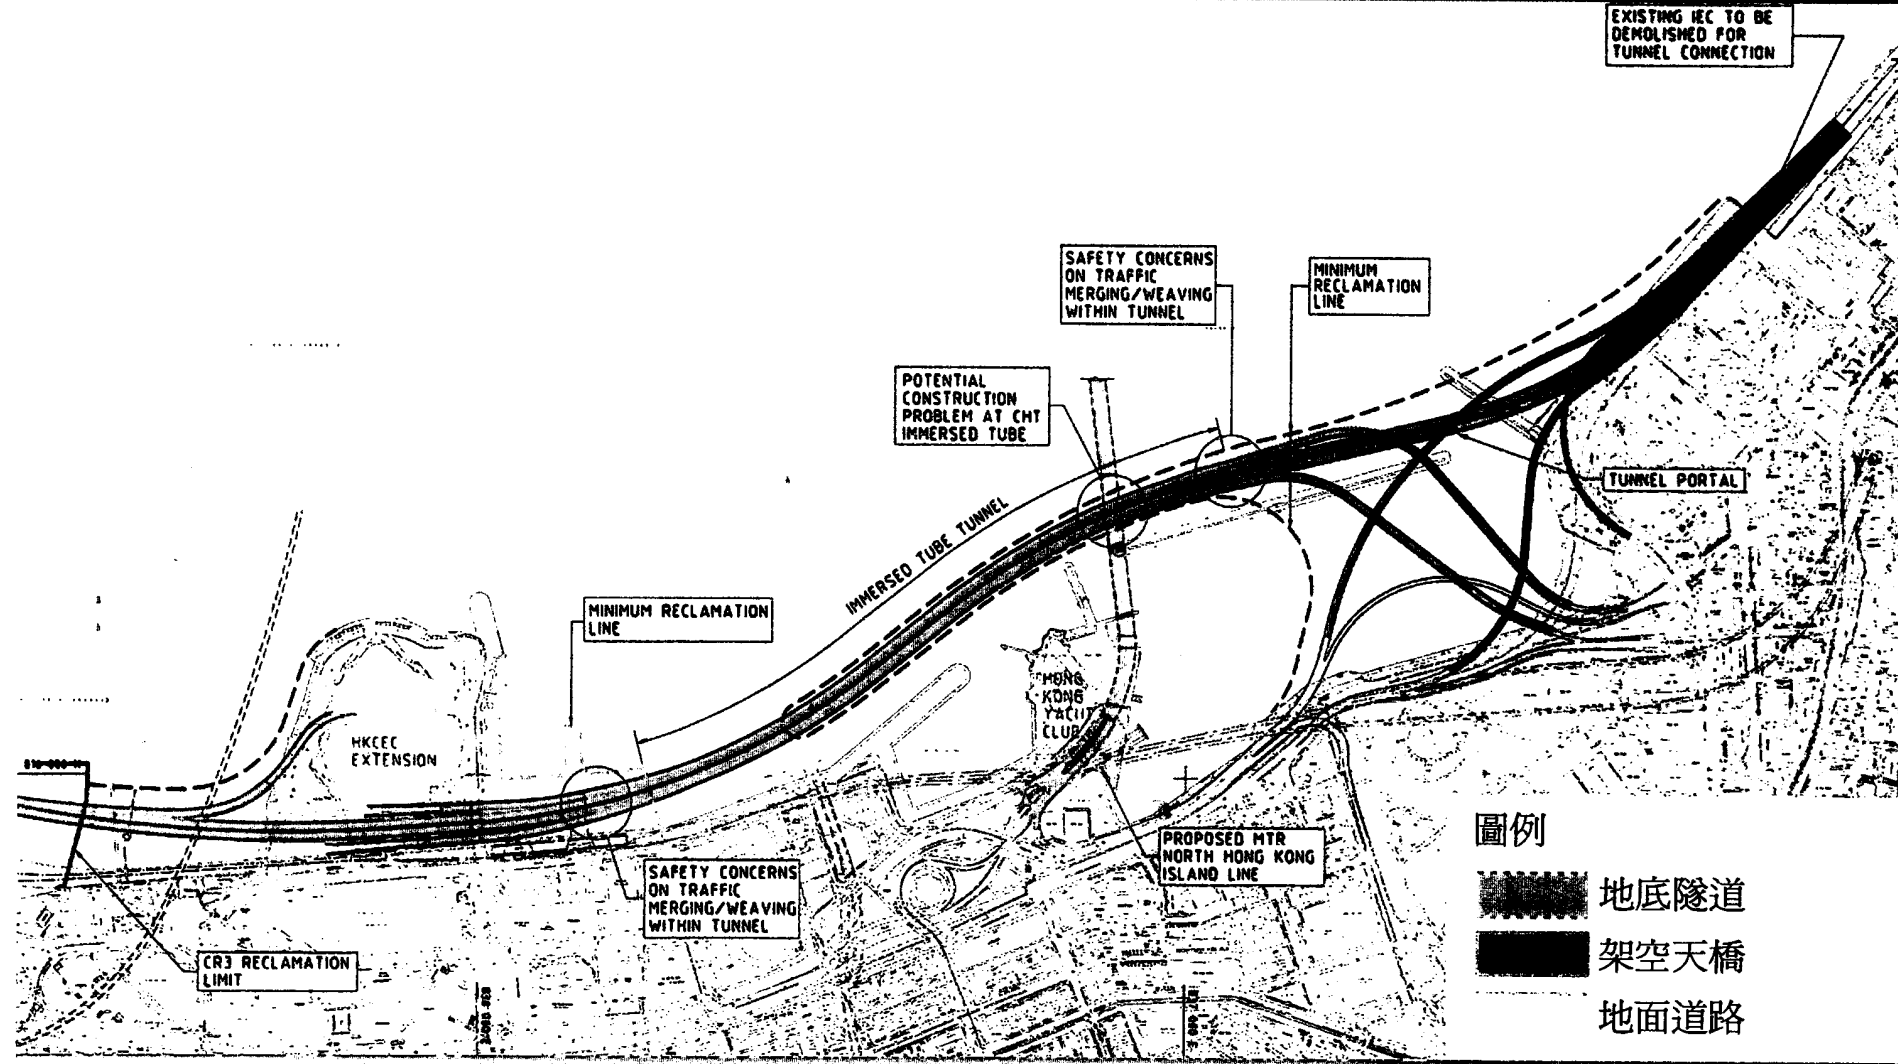 EXISTING IEC TO BE
DEMOLISHED FOR
TUNNEL CONNECTION
SAFETY CONCERNS
ON TRAFFIC
MERGING/WEAVING
WITHIN TUNNEL
MINIMUM
RECLAMATION
LINE
POTENTIAL
CONSTRUCTION
PROBLEM AT CHT
IMMERSED TUBE
TUNNEL PORTAL
IMMERSED TUBE TUNNEL
MINIMUM RECLAMATION
LINE
HONG
KONG
YACHT
CLUB
HKCEC
EXTENSION
PROPOSED MTR
NORTH HONG KONG
ISLAND LINE
SAFETY CONCERNS
ON TRAFFIC
MERGING/WEAVING
WITHIN TUNNEL
CR3 RECLAMATION
LIMIT
圖例
地底隧道
架空天橋
地面道路